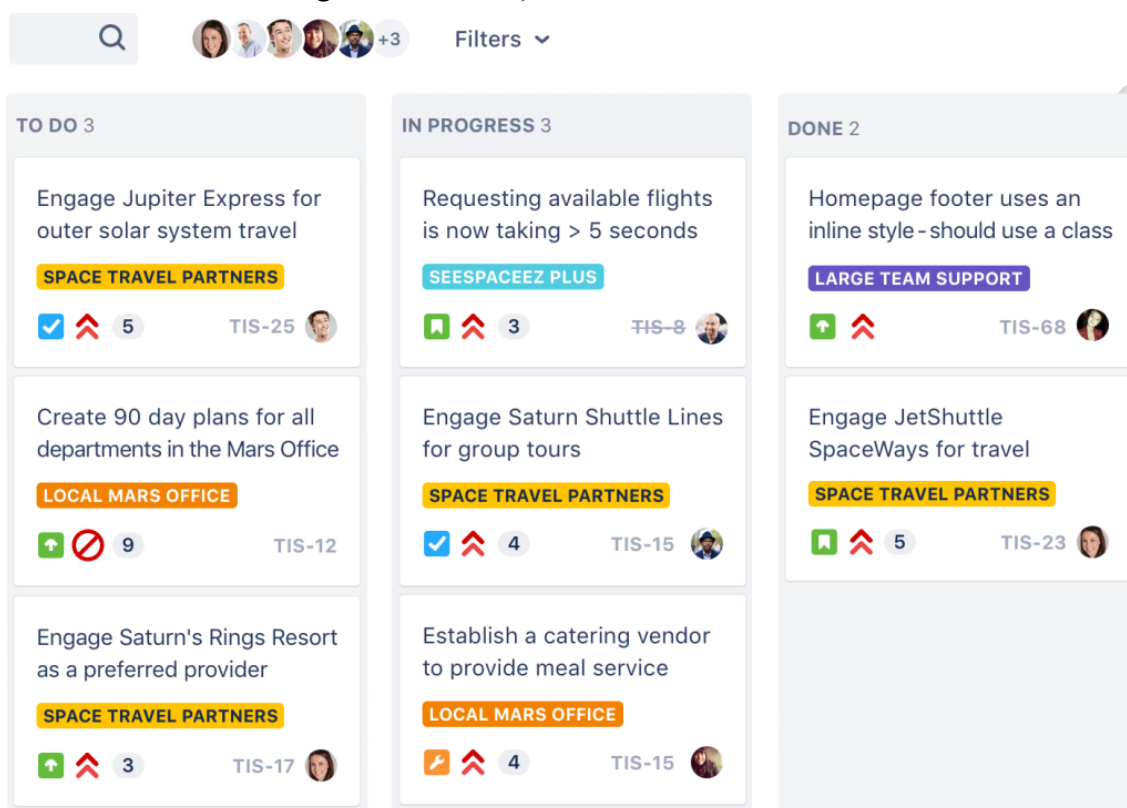 +3 Filters
TO DO 3
Engage Jupiter Express for
outer solar system travel
SPACE TRAVEL PARTNERS
5 TIS-25
Create 90 day plans for all
departments in the Mars Office
LOCAL MARS OFFICE
9 TIS-12
Engage Saturn's Rings Resort
as a preferred provider
SPACE TRAVEL PARTNERS
3 TIS-17
IN PROGRESS 3
Requesting available flights
is now taking > 5 seconds
SEESPACEEZ PLUS
3 TIS-8
Engage Saturn Shuttle Lines
for group tours
SPACE TRAVEL PARTNERS
4 TIS-15
Establish a catering vendor
to provide meal service
LOCAL MARS OFFICE
4 TIS-15
DONE 2
Homepage footer uses an
inline style-should use a class
LARGE TEAM SUPPORT
TIS-68
Engage JetShuttle
SpaceWays for travel
SPACE TRAVEL PARTNERS
5 TIS-23